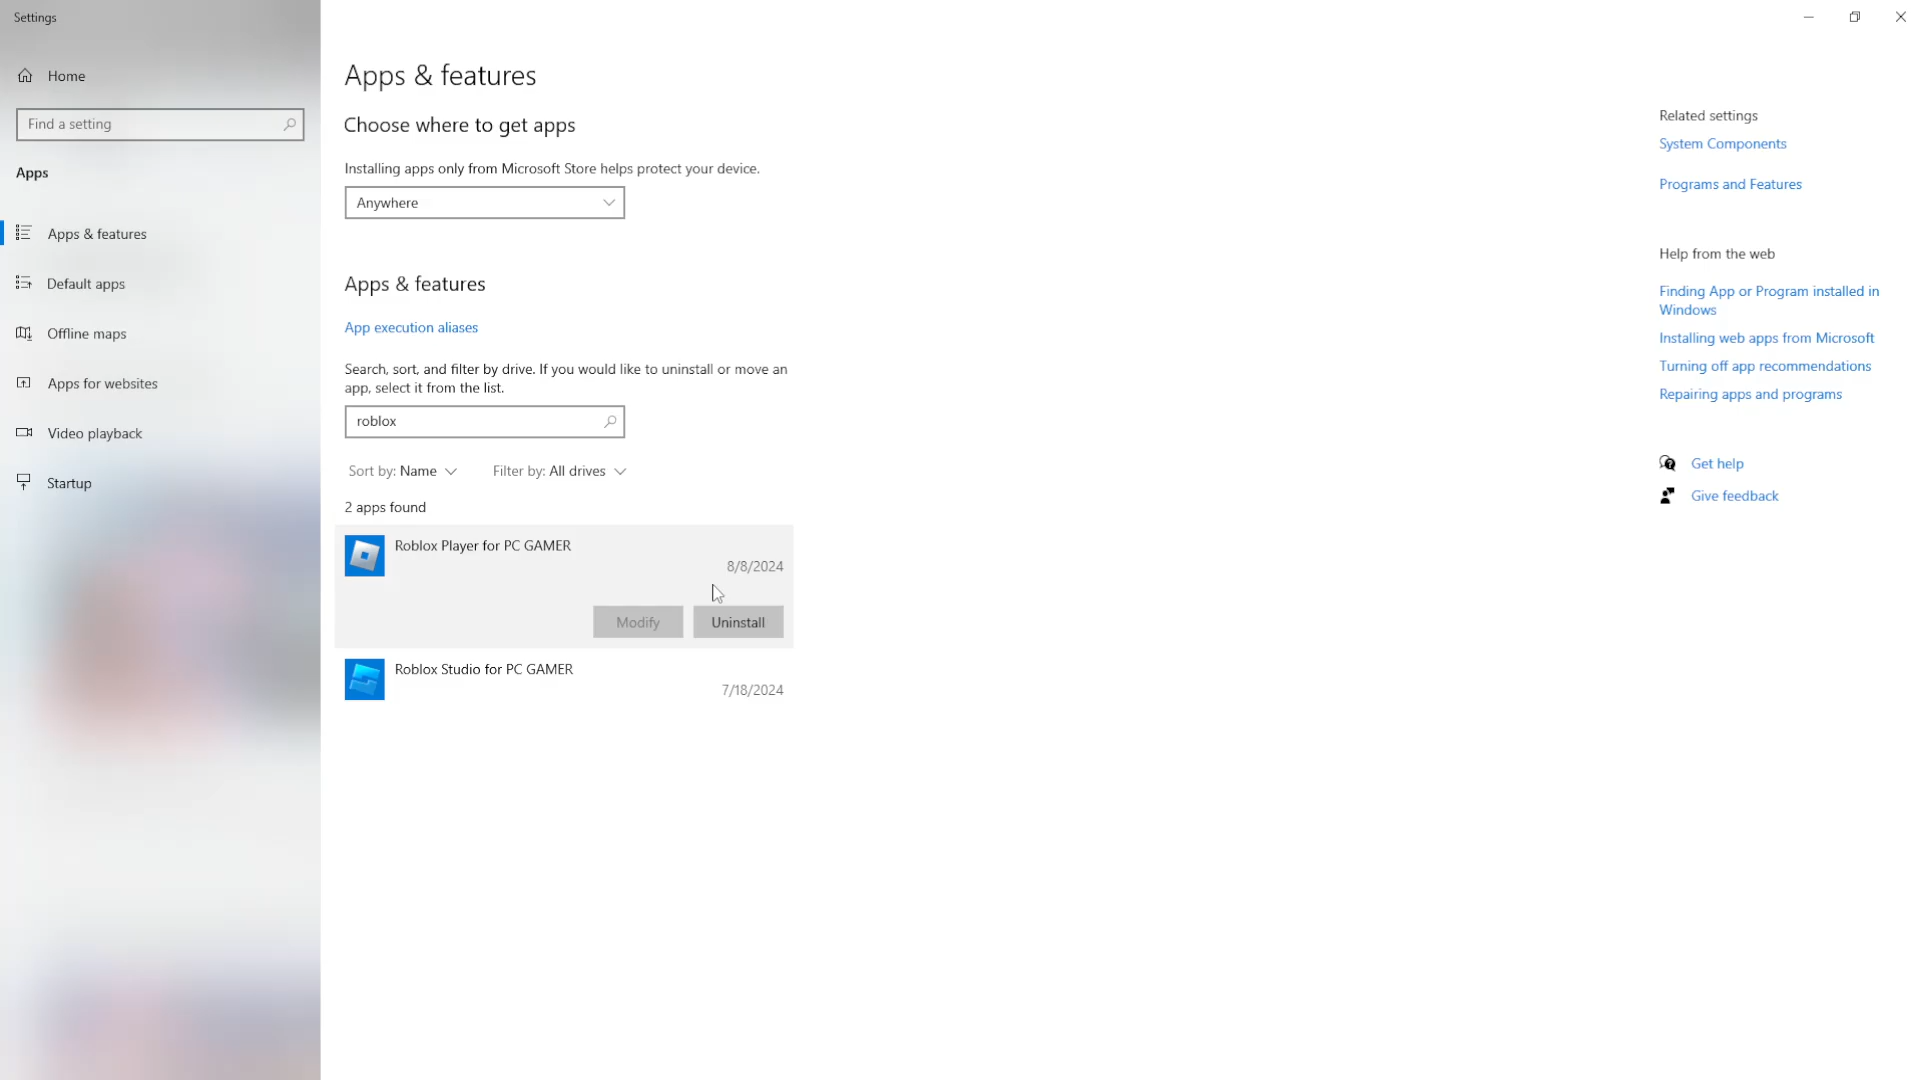 Settings
Home
Find a setting
Apps
Apps & features
Default apps
Offline maps
Apps for websites
Video playback
Startup
Apps & features
Choose where to get apps
Installing apps only from Microsoft Store helps protect your device.
Anywhere
Apps & features
App execution aliases
Search, sort, and filter by drive. If you would like to uninstall or move an
app, select it from the list.
roblox
Sort by: Name
Filter by: All drives
2 apps found
Roblox Player for PC GAMER
8/8/2024
Modify
Uninstall
Roblox Studio for PC GAMER
7/18/2024
Related settings
System Components
Programs and Features
Help from the web
Finding App or Program installed in
Windows
Installing web apps from Microsoft
Turning off app recommendations
Repairing apps and programs
Get help
Give feedback